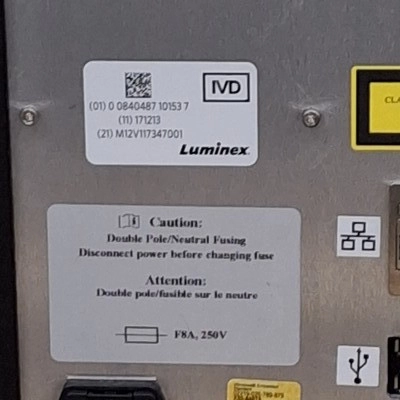 IVD
(01) 0 0840487 10153 7
(11) 171213
(21) M12V117347001
Luminex
CLA
Caution:
Double Pole/Neutral Fusing
Disconnect power before changing fuse
Attention:
Double pole/fusible sur le neutre
F8A, 250V